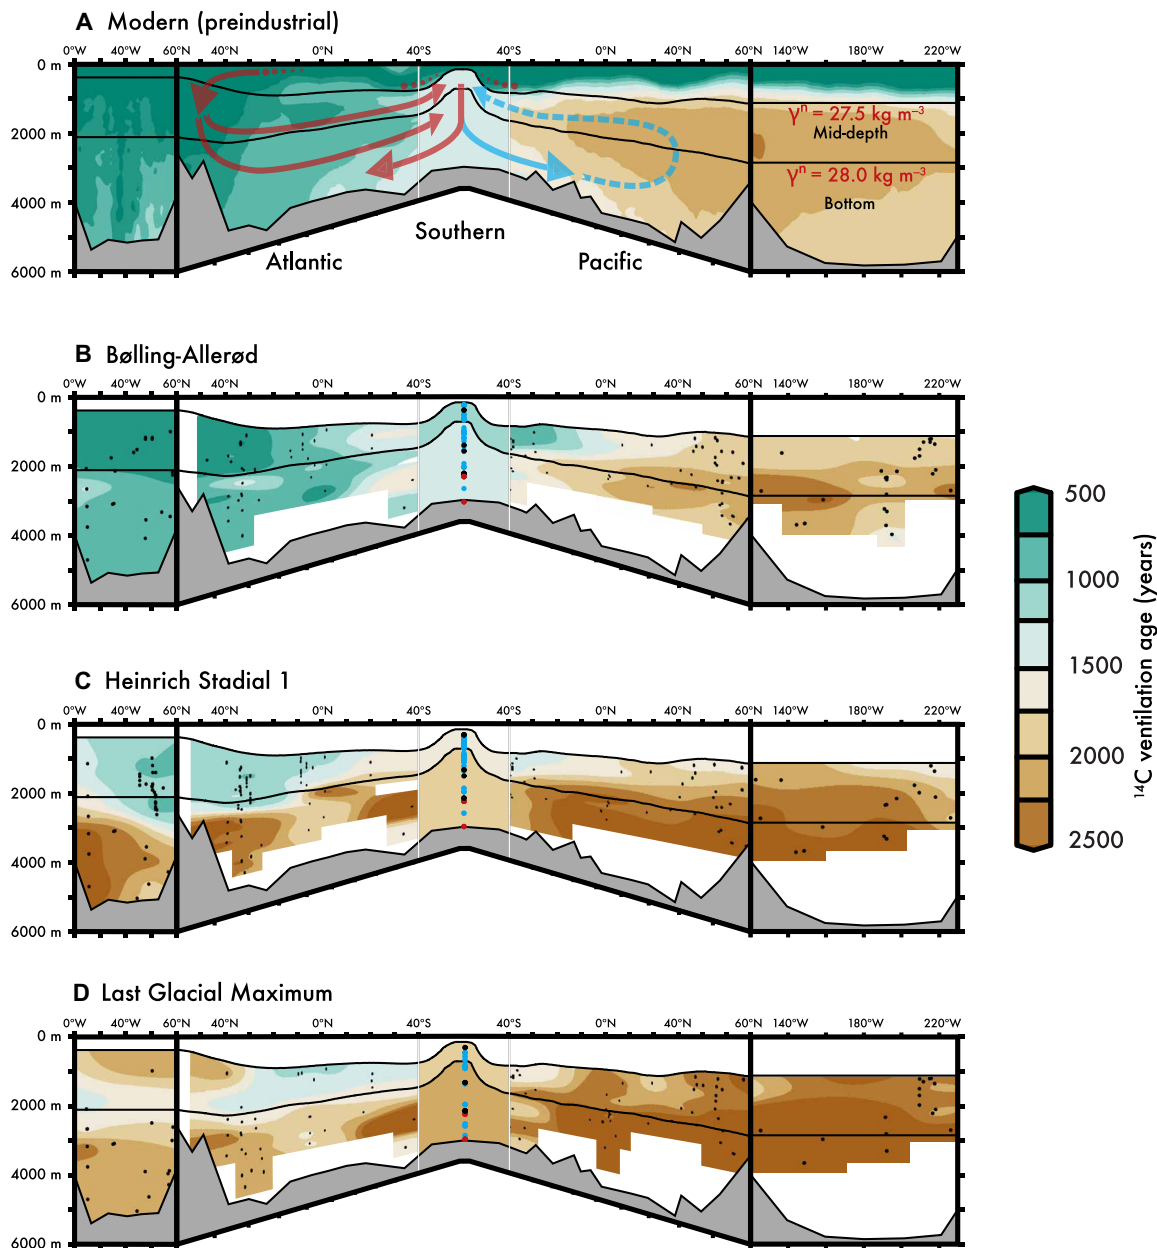 A Modern (preindustrial)
0°W 40°W 60°N 40°N 0°N 40°S 40°S 0°N 40°N 60°N 140°W 180°W 220°W
0 m
2000 m
4000 m
6000 m
γⁿ = 27.5 kg m⁻³
Mid-depth
γⁿ = 28.0 kg m⁻³
Bottom
Southern
Atlantic
Pacific
B Bølling-Allerød
0°W 40°W 60°N 40°N 0°N 40°S 40°S 0°N 40°N 60°N 140°W 180°W 220°W
0 m
2000 m
4000 m
6000 m
C Heinrich Stadial 1
0°W 40°W 60°N 40°N 0°N 40°S 40°S 0°N 40°N 60°N 140°W 180°W 220°W
0 m
2000 m
4000 m
6000 m
D Last Glacial Maximum
0°W 40°W 60°N 40°N 0°N 40°S 40°S 0°N 40°N 60°N 140°W 180°W 220°W
0 m
2000 m
4000 m
6000 m
500
1000
1500
2000
2500
¹⁴C ventilation age (years)